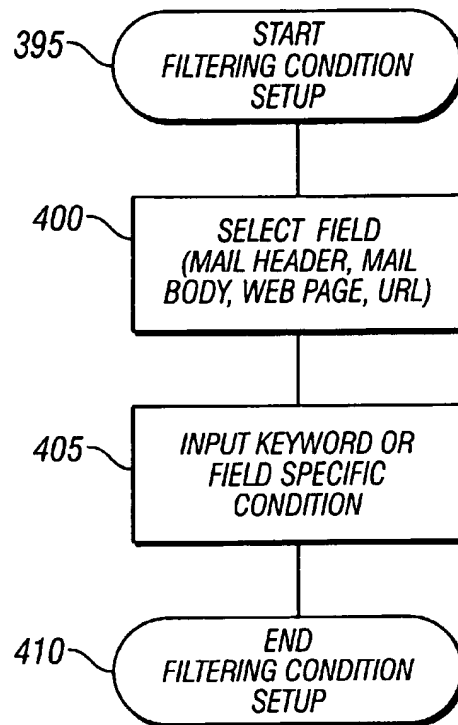 395
START
FILTERING CONDITION
SETUP
400
SELECT FIELD
(MAIL HEADER, MAIL
BODY, WEB PAGE, URL)
405
INPUT KEYWORD OR
FIELD SPECIFIC
CONDITION
410
END
FILTERING CONDITION
SETUP